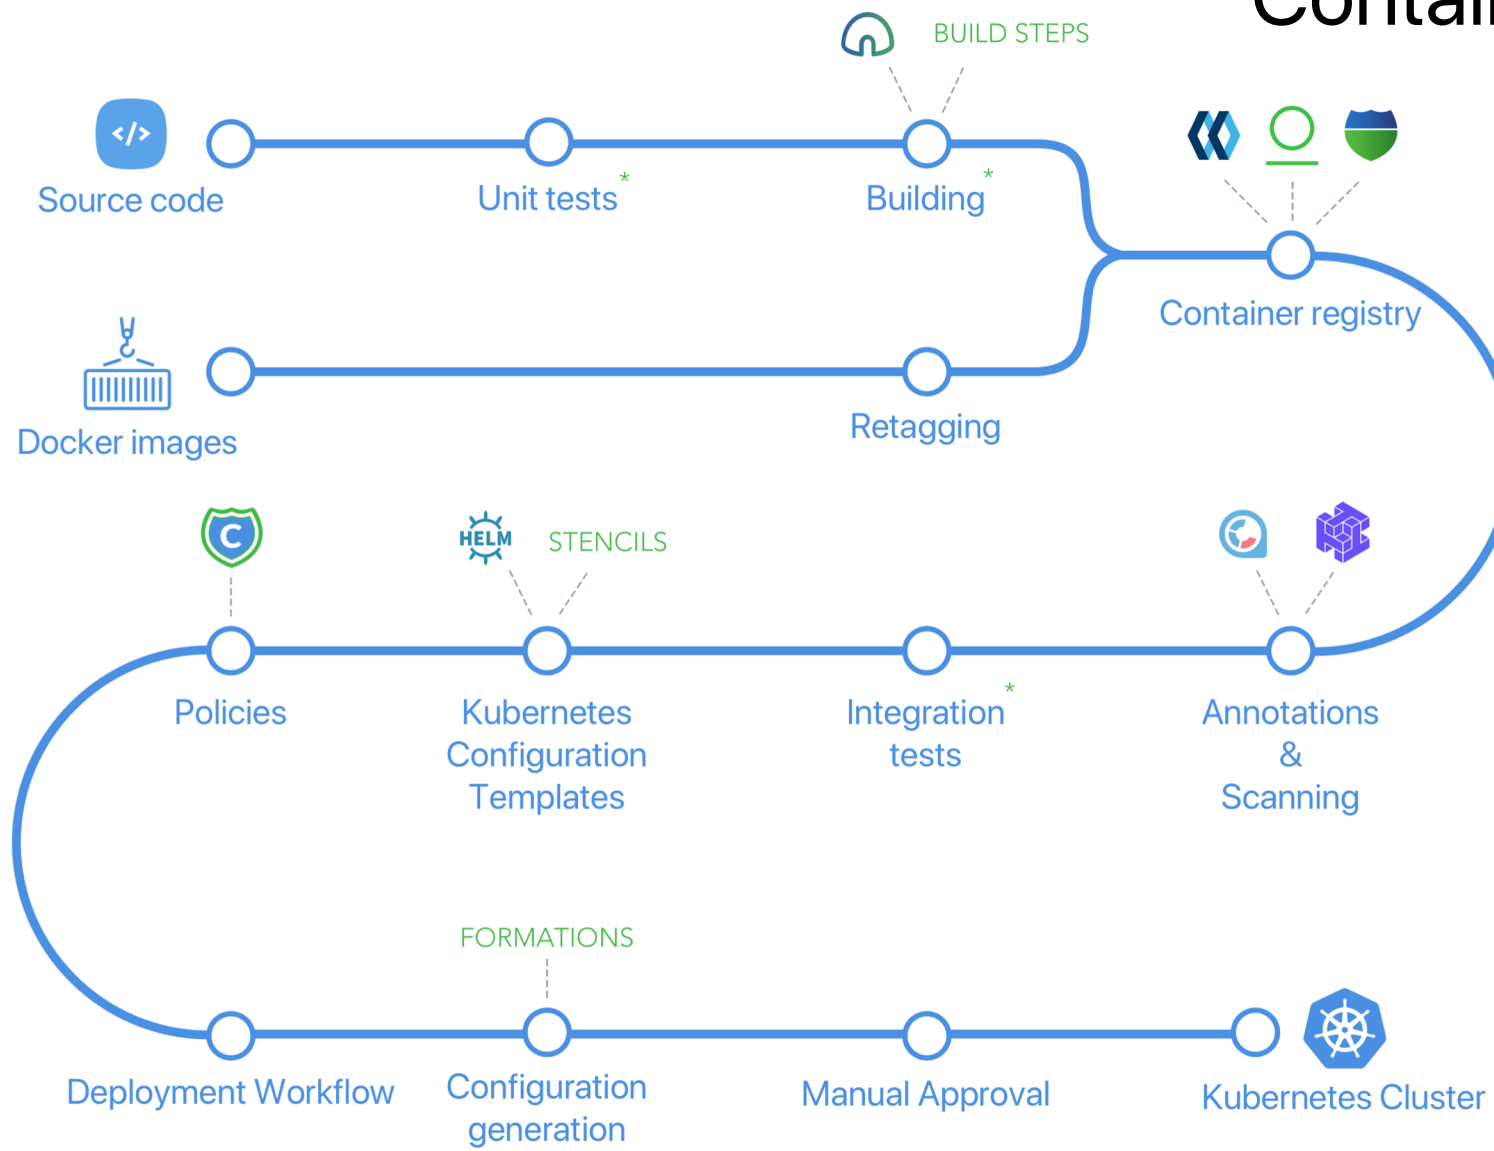 Contain
BUILD STEPS
</>
Source code
Unit tests*
Building*
Container registry
Docker images
Retagging
C
HELM
STENCILS
Policies
Kubernetes
Configuration
Templates
Integration*
tests
Annotations
&
Scanning
FORMATIONS
Deployment Workflow
Configuration
generation
Manual Approval
Kubernetes Cluster